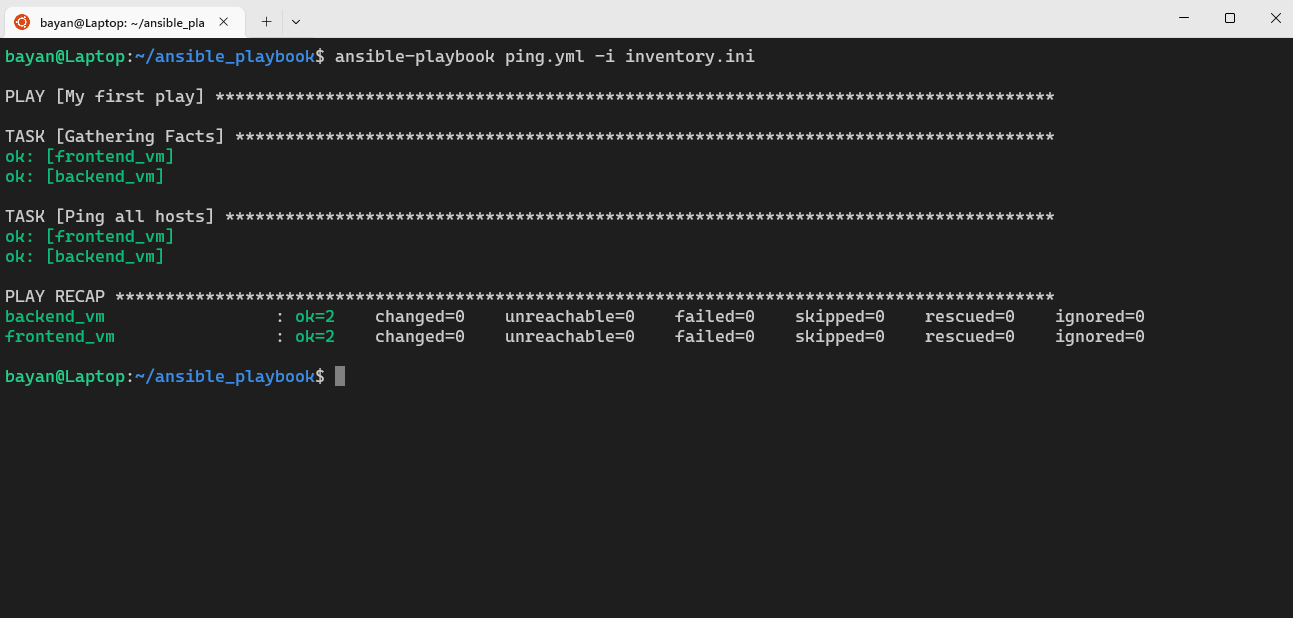 bayan@Laptop: ~/ansible_pla
bayan@Laptop:~/ansible_playbook$ ansible-playbook ping.yml -i inventory.ini
PLAY [My first play] ************************************************************************************
TASK [Gathering Facts] **********************************************************************************
ok: [frontend_vm]
ok: [backend_vm]
TASK [Ping all hosts] ***********************************************************************************
ok: [frontend_vm]
ok: [backend_vm]
PLAY RECAP **********************************************************************************************
backend_vm                 : ok=2    changed=0    unreachable=0    failed=0    skipped=0    rescued=0    ignored=0
frontend_vm                : ok=2    changed=0    unreachable=0    failed=0    skipped=0    rescued=0    ignored=0
bayan@Laptop:~/ansible_playbook$